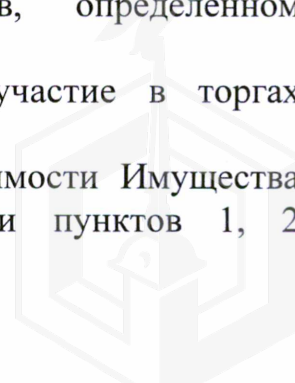 в, определенном
участие в торгах
имости Имущества
и пунктов 1, 2